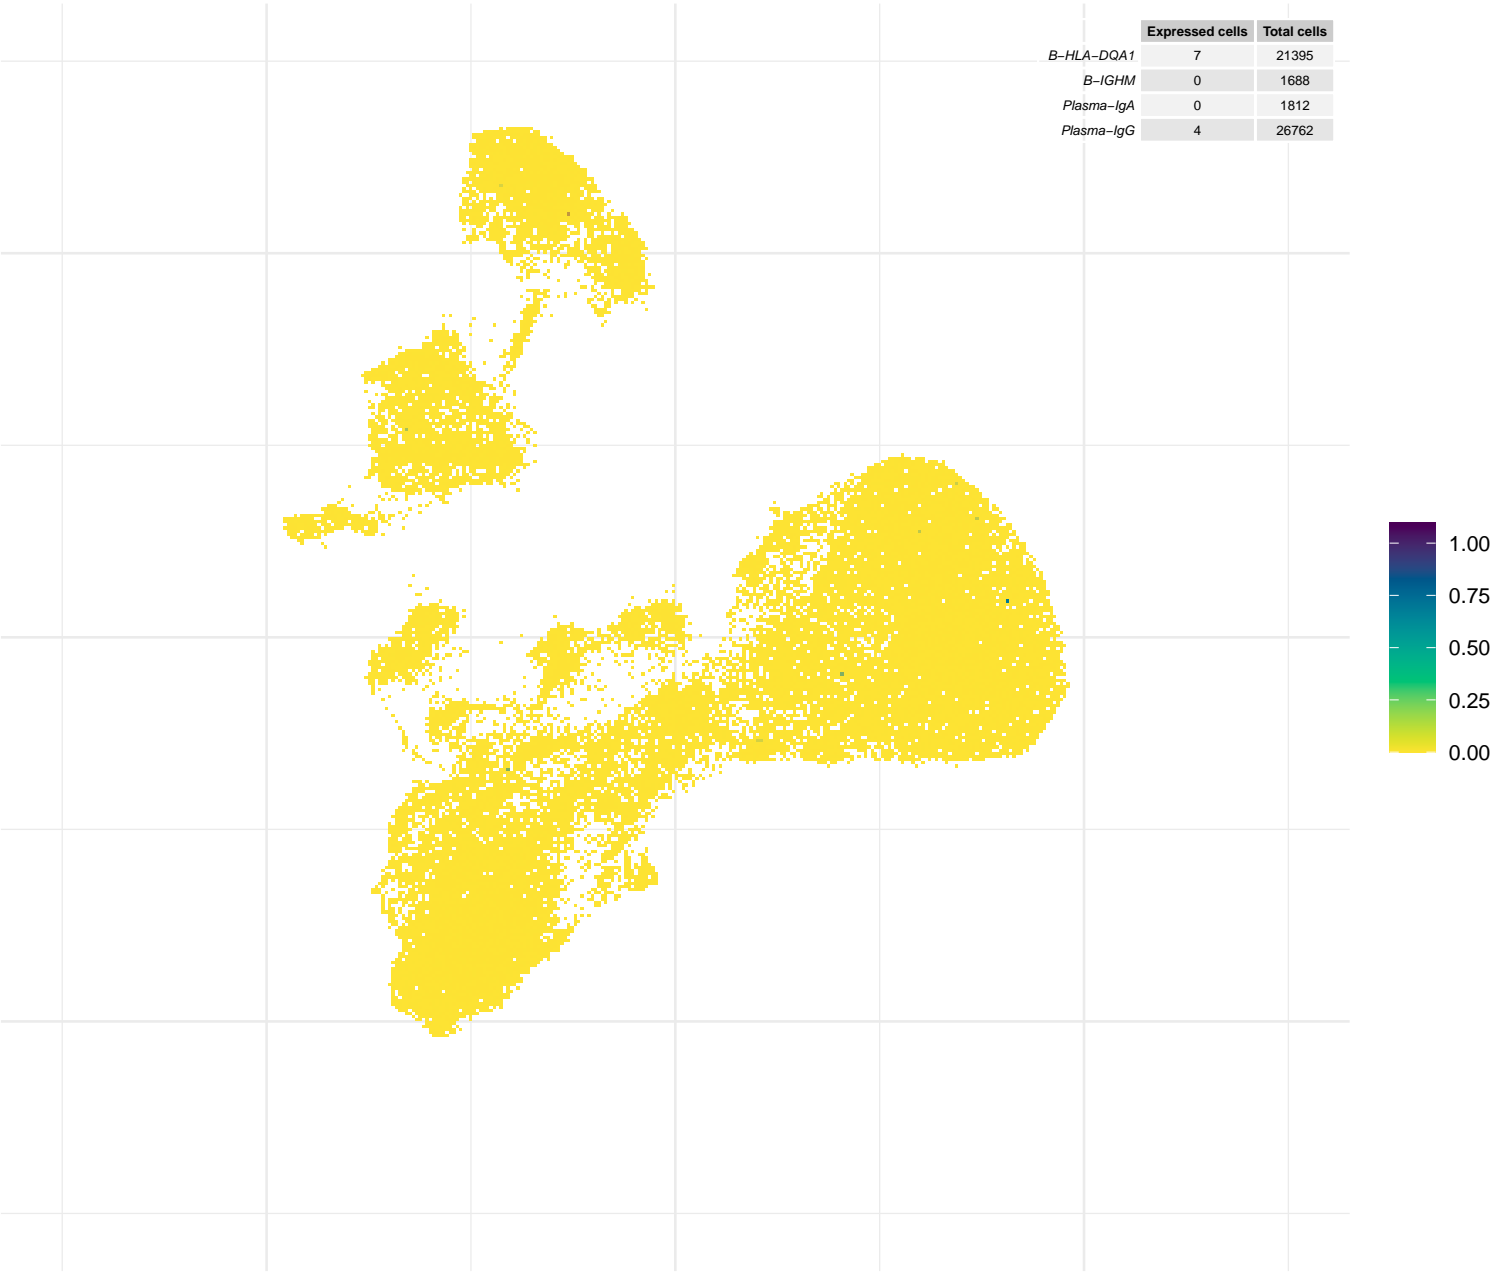 Expressed cells Total cells
B−HLA−DQA1 7 21395
B−IGHM 0 1688
Plasma−IgA 0 1812
Plasma−IgG 4 26762
1.00
0.75
0.50
0.25
0.00